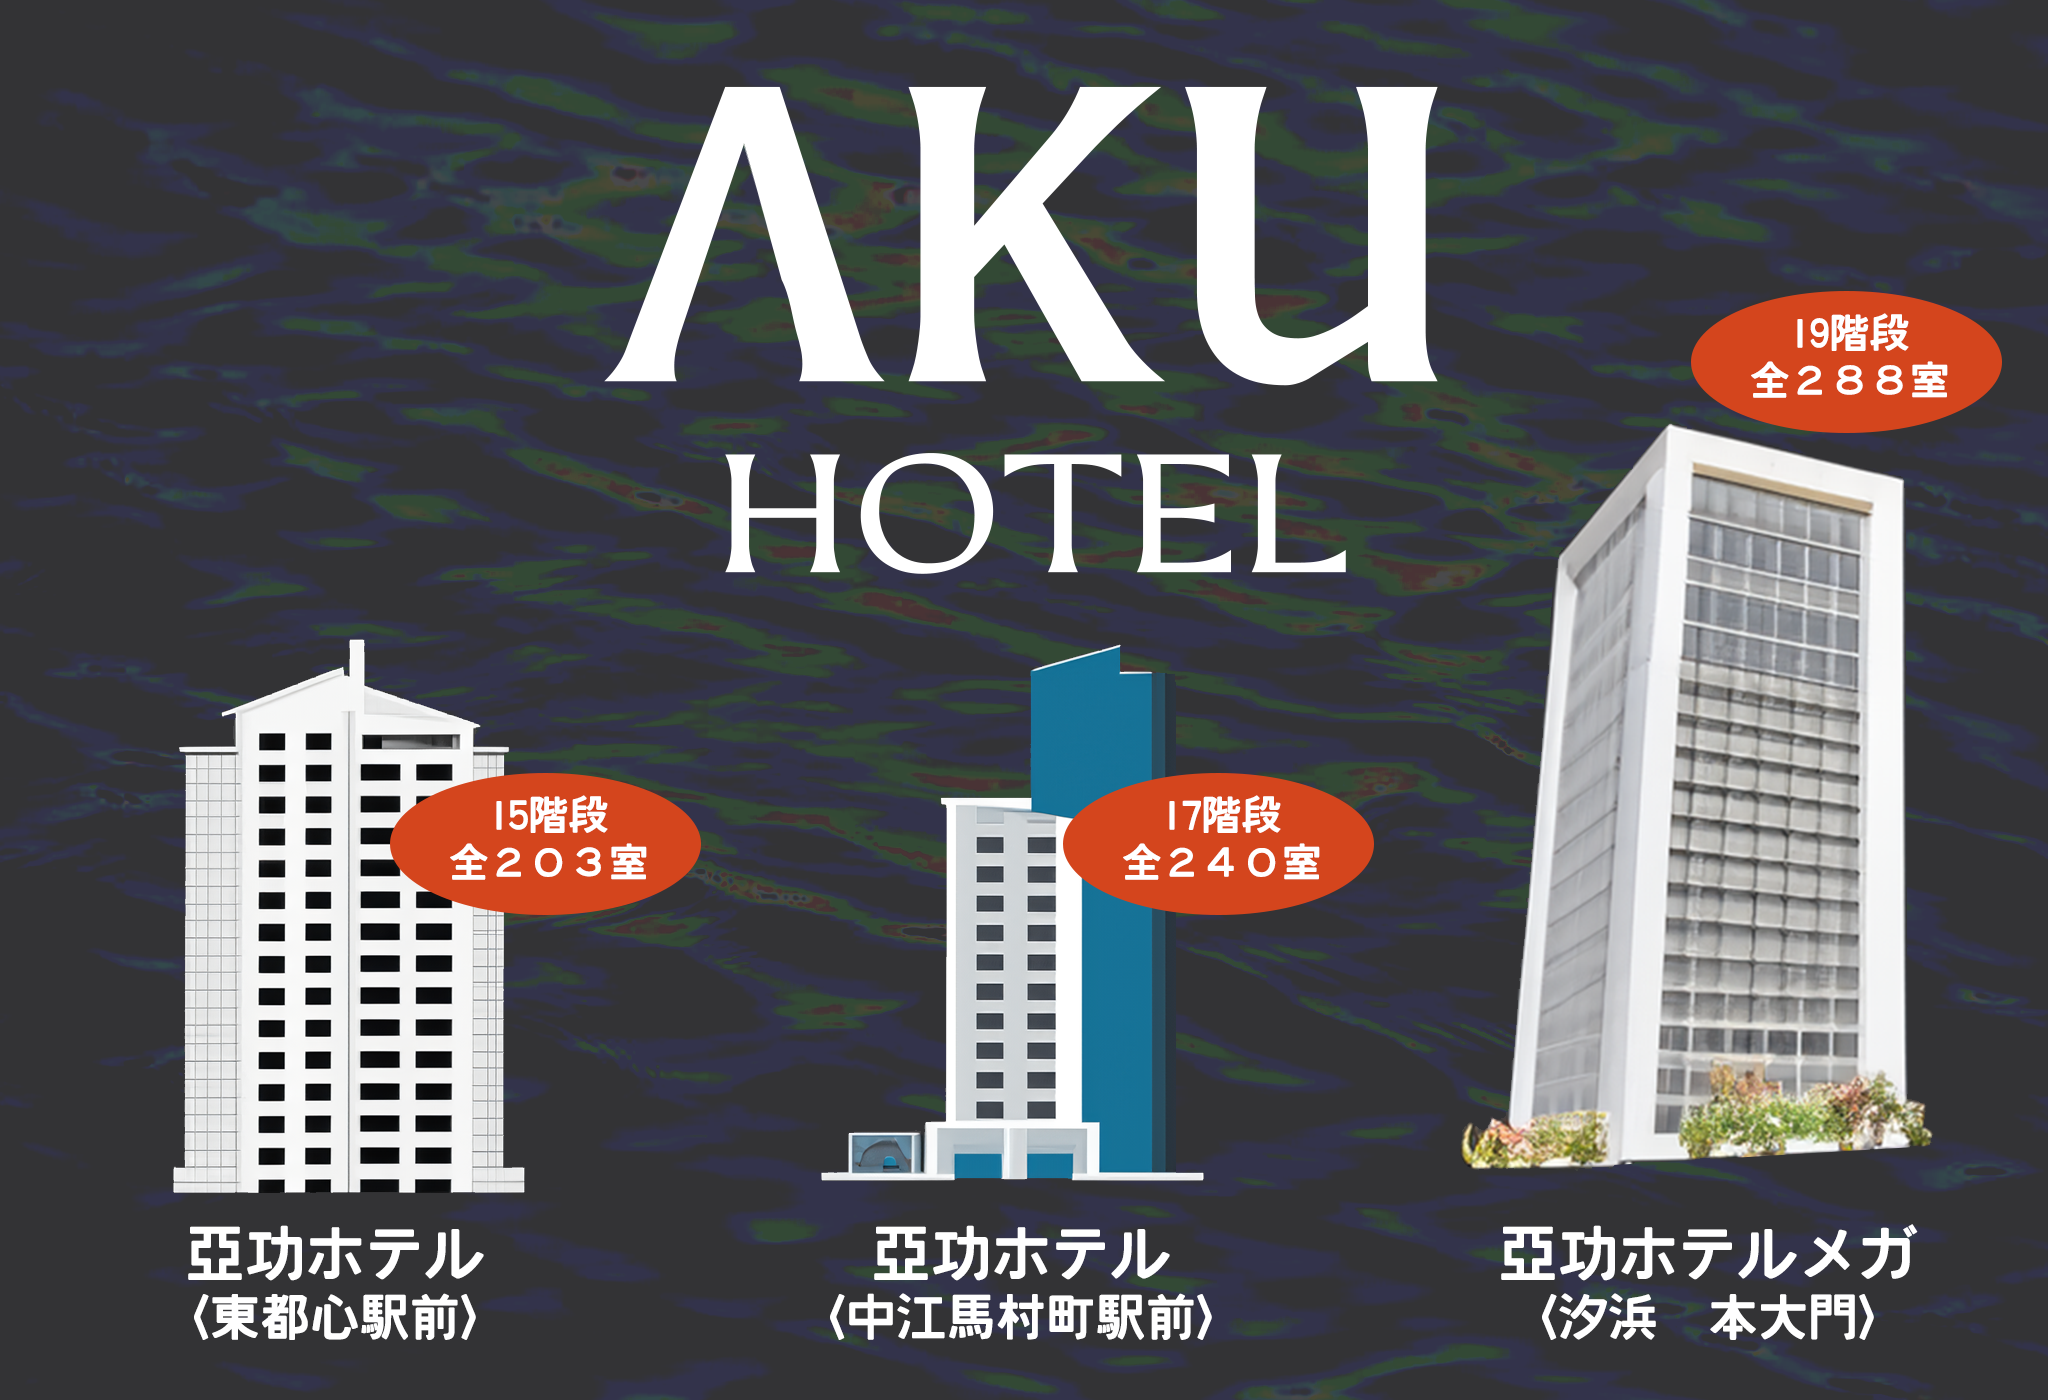 AKU
HOTEL
15階段
全２０３室
亞功ホテル
〈東都心駅前〉
17階段
全２４０室
亞功ホテル
〈中江馬村町駅前〉
19階段
全２８８室
亞功ホテルメガ
〈汐浜　本大門〉